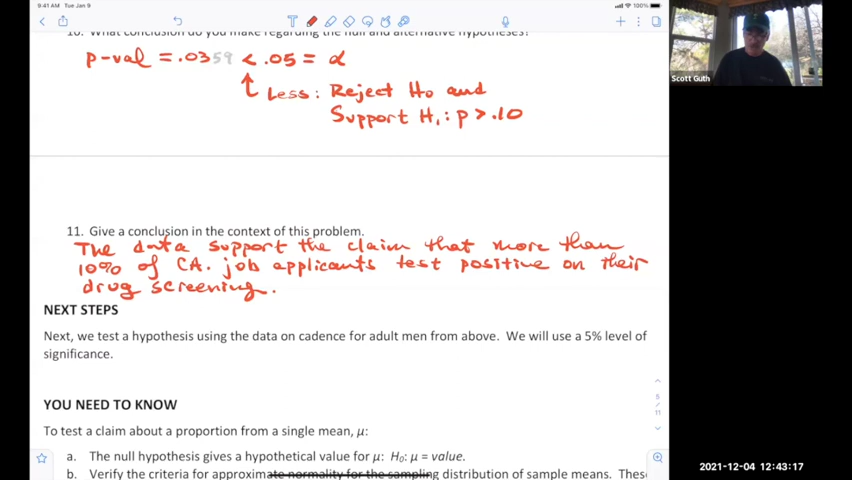 9:41 AM Tue Jan 9
100%
10. What conclusion do you make regarding the null and alternative hypotheses?
p-val = .0359 < .05 = α
Less: Reject H₀ and
Support H₁: p > .10
Scott Guth
11. Give a conclusion in the context of this problem.
The data support the claim that more than
10% of CA. job applicants test positive on their
drug screening.
NEXT STEPS
Next, we test a hypothesis using the data on cadence for adult men from above. We will use a 5% level of
significance.
YOU NEED TO KNOW
To test a claim about a proportion from a single mean, μ:
a. The null hypothesis gives a hypothetical value for μ: H₀: μ = value.
b. Verify the criteria for approximate normality for the sampling distribution of sample means. These
5
/
11
2021-12-04 12:43:17